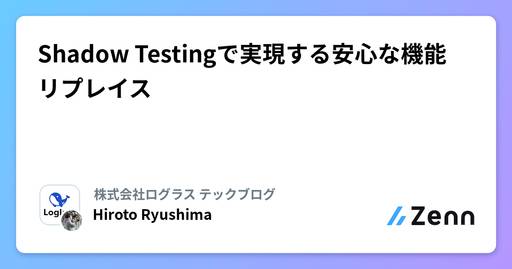 Shadow Testingで実現する安心な機能
リプレイス
株式会社ログラス テックブログ
Hiroto Ryushima
Zenn